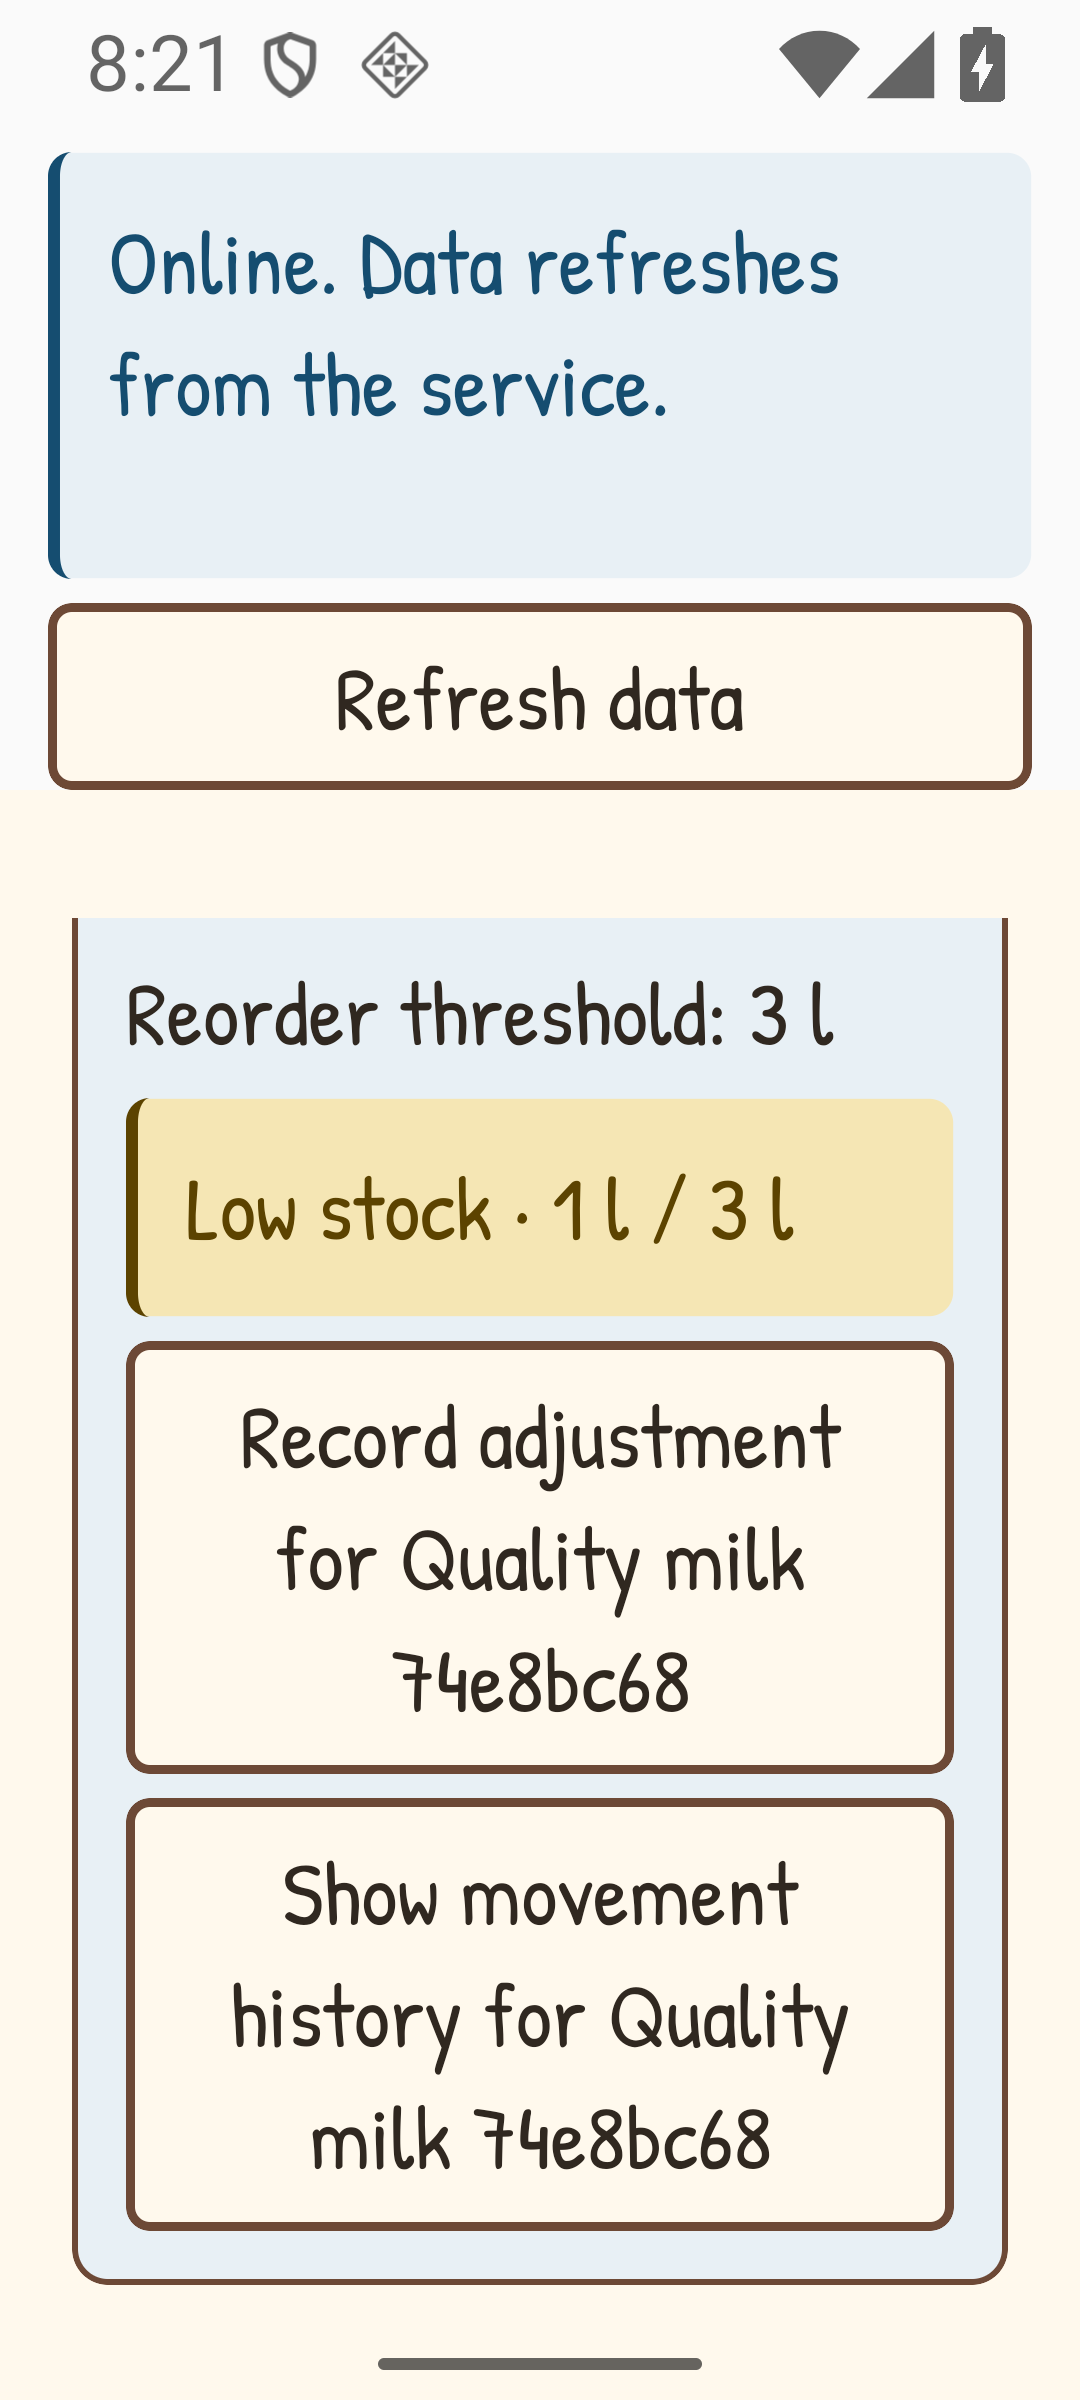 8:21
Online. Data refreshes
from the service.
Refresh data
Reorder threshold: 3 l
Low stock · 1 l / 3 l
Record adjustment
for Quality milk
74e8bc68
Show movement
history for Quality
milk 74e8bc68